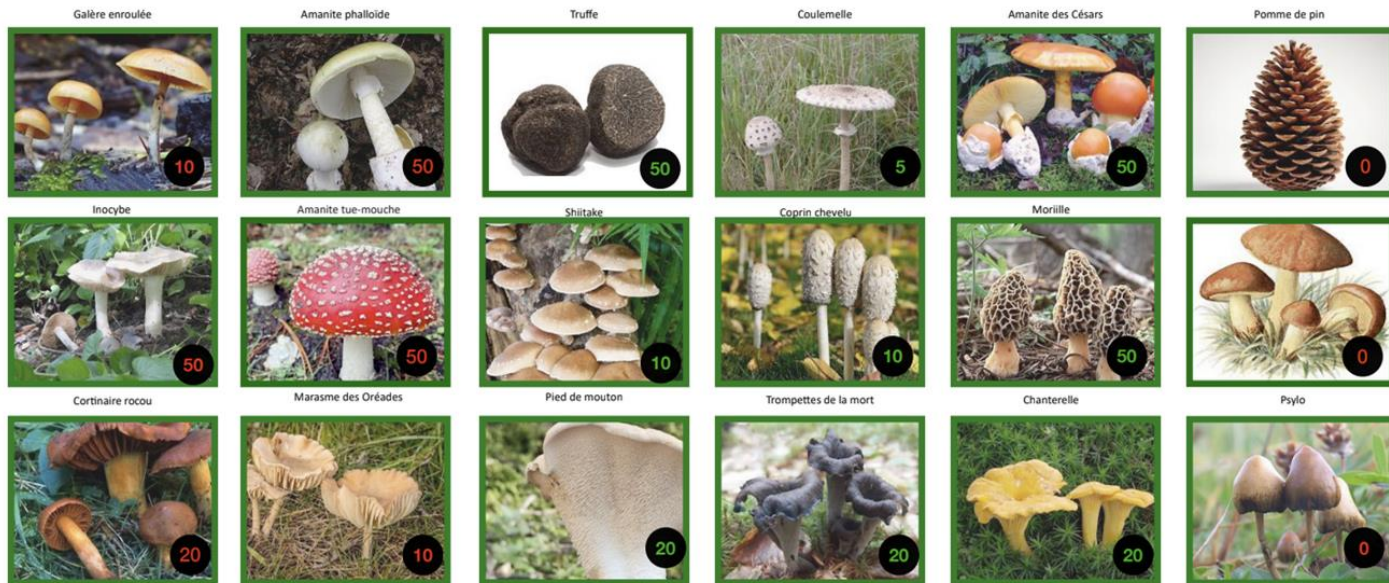 Galère enroulée
Amanite phalloïde
Truffe
Coulemelle
Amanite des Césars
Pomme de pin
10
50
50
5
50
0
Inocybe
Amanite tue-mouche
Shiitake
Coprin chevelu
Moriille
50
50
10
10
50
0
Cortinaire rocou
Marasme des Oréades
Pied de mouton
Trompettes de la mort
Chanterelle
Psylo
20
10
20
20
20
0